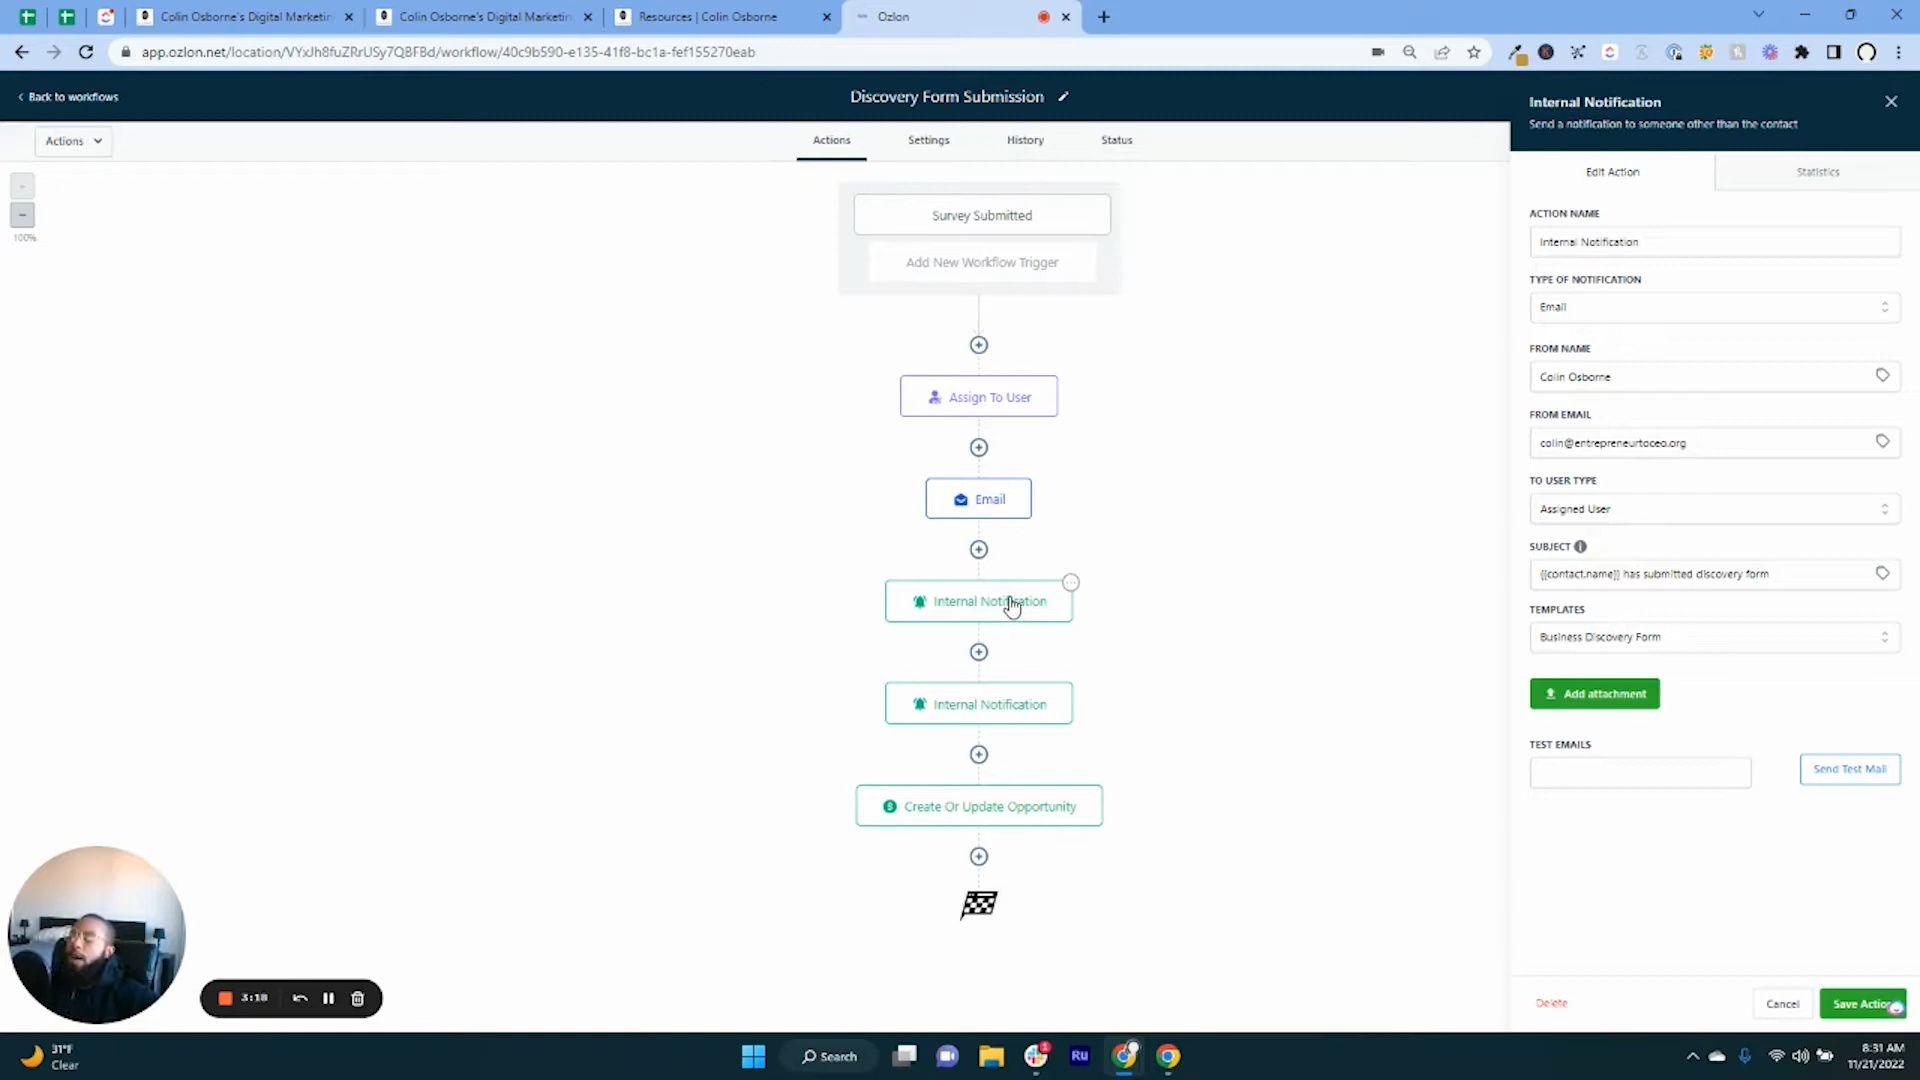 Colin Osborne's Digital Marketin
Colin Osborne's Digital Marketin
Resources | Colin Osborne
Ozlon
app.ozlon.net/location/VYxJh8fuZRrUSy7QBFBd/workflow/40c9b590-e135-41f8-bc1a-fef155270eab
Back to workflows
Discovery Form Submission
Internal Notification
Send a notification to someone other than the contact
Actions
Actions
Settings
History
Status
Edit Action
Statistics
100%
Survey Submitted
Add New Workflow Trigger
Assign To User
Email
Internal Notification
Internal Notification
Create Or Update Opportunity
ACTION NAME
Internal Notification
TYPE OF NOTIFICATION
Email
FROM NAME
Colin Osborne
FROM EMAIL
colin@entrepreneurtoceo.org
TO USER TYPE
Assigned User
SUBJECT
{{contact.name}} has submitted discovery form
TEMPLATES
Business Discovery Form
Add attachment
TEST EMAILS
Send Test Mail
Delete
Cancel
Save Action
3:18
31°F
Clear
Search
Ru
8:31 AM
11/21/2022